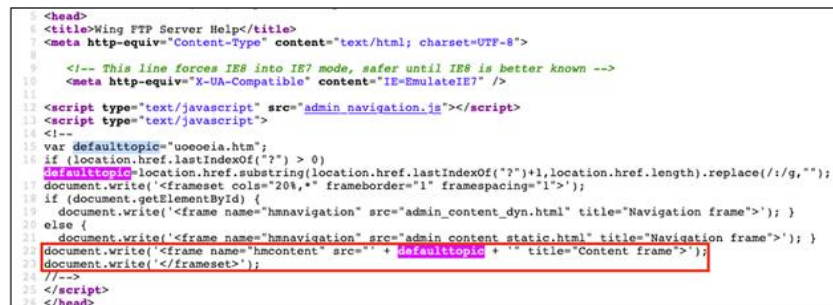 5 <head>
6 <title>Wing FTP Server Help</title>
7 <meta http-equiv="Content-Type" content="text/html; charset=UTF-8">
8
9 <!-- This line forces IE8 into IE7 mode, safer until IE8 is better known -->
10 <meta http-equiv="X-UA-Compatible" content="IE=EmulateIE7" />
11
12 <script type="text/javascript" src="admin_navigation.js"></script>
13 <script type="text/javascript">
14 <!--
15 var defaulttopic="uoeoeia.htm";
16 if (location.href.lastIndexOf("?") > 0)
defaulttopic=location.href.substring(location.href.lastIndexOf("?")+1,location.href.length).replace(/:/g,"");
17 document.write('<frameset cols="20%,*" frameborder="1" framespacing="1">');
18 if (document.getElementById) {
19 document.write('<frame name="hmnavigation" src="admin_content_dyn.html" title="Navigation frame">'); }
20 else {
21 document.write('<frame name="hmnavigation" src="admin_content_static.html" title="Navigation frame">'); }
22 document.write('<frame name="hmcontent" src="' + defaulttopic + '" title="Content frame">');
23 document.write('</frameset>');
24 //-->
25 </script>
26 </head>